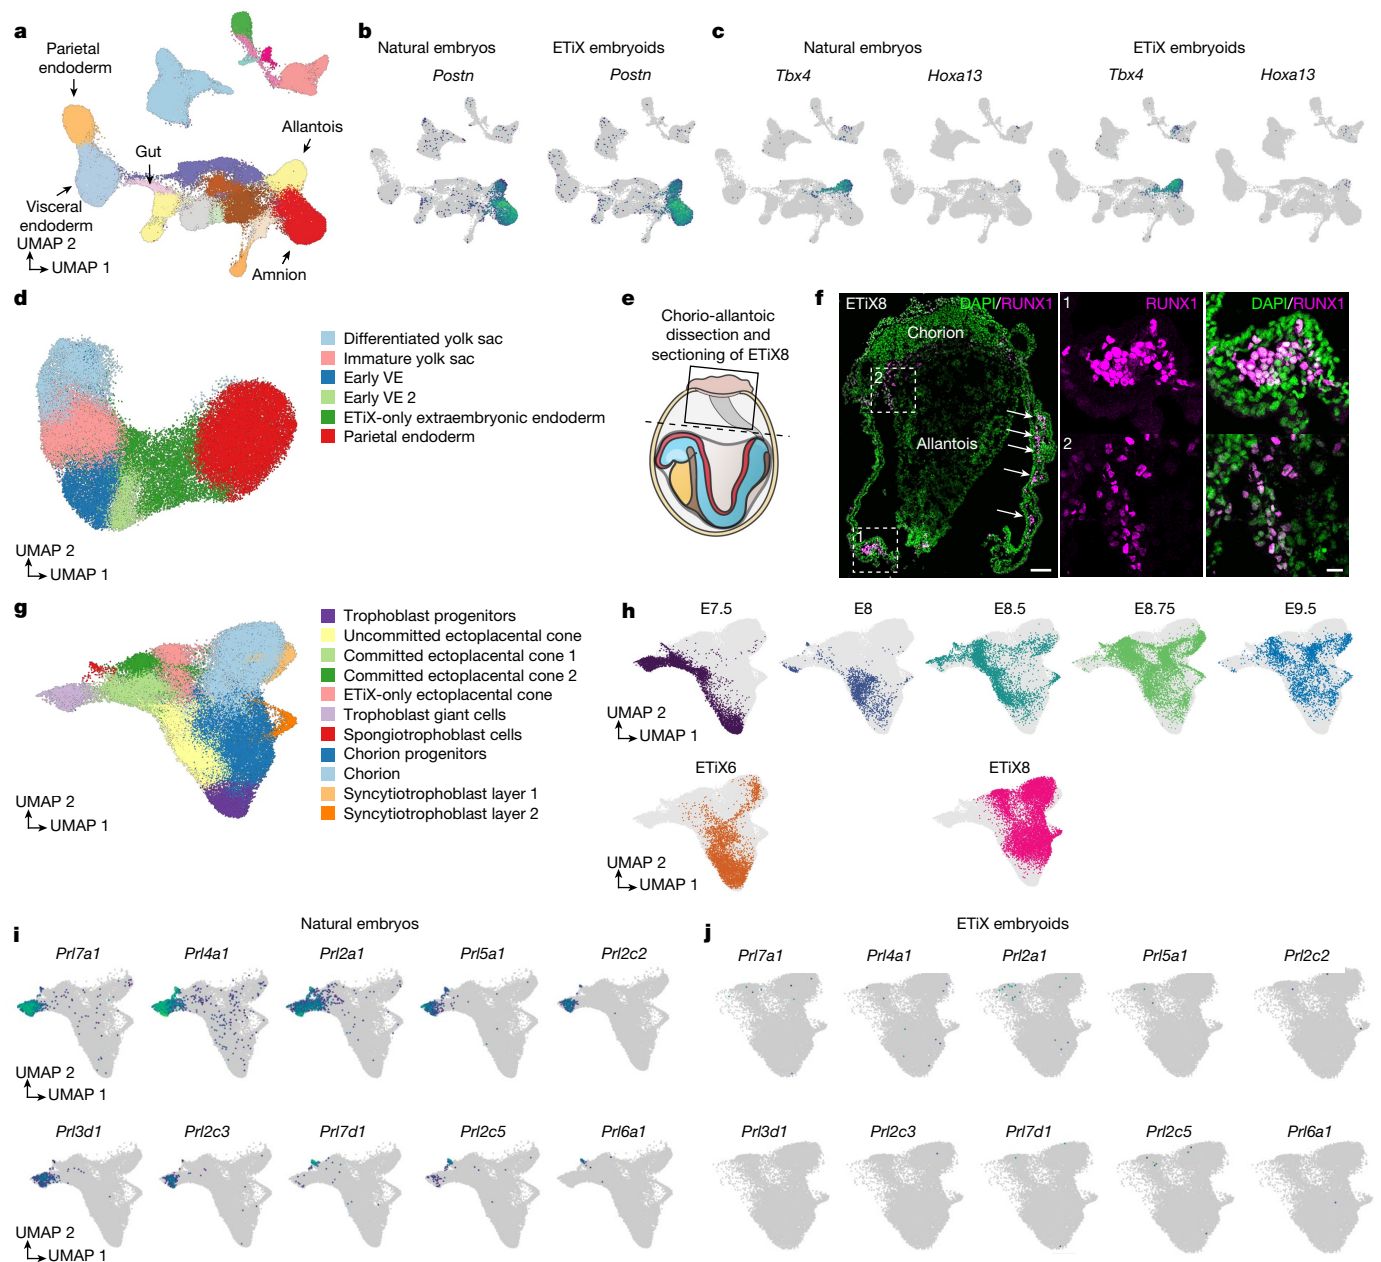 a
Parietal
endoderm
Allantois
Gut
Visceral
endoderm
Amnion
UMAP 2
UMAP 1
b
Natural embryos
ETiX embryoids
Postn
Postn
c
Natural embryos
ETiX embryoids
Tbx4
Hoxa13
Tbx4
Hoxa13
d
Differentiated yolk sac
Immature yolk sac
Early VE
Early VE 2
ETiX-only extraembryonic endoderm
Parietal endoderm
UMAP 2
UMAP 1
e
Chorio-allantoic
dissection and
sectioning of ETiX8
f
ETiX8
DAPI/RUNX1
Chorion
2
Allantois
1
1
RUNX1
2
DAPI/RUNX1
g
Trophoblast progenitors
Uncommitted ectoplacental cone
Committed ectoplacental cone 1
Committed ectoplacental cone 2
ETiX-only ectoplacental cone
Trophoblast giant cells
Spongiotrophoblast cells
Chorion progenitors
Chorion
Syncytiotrophoblast layer 1
Syncytiotrophoblast layer 2
UMAP 2
UMAP 1
h
E7.5
E8
E8.5
E8.75
E9.5
UMAP 2
UMAP 1
ETiX6
ETiX8
UMAP 2
UMAP 1
i
Natural embryos
Prl7a1
Prl4a1
Prl2a1
Prl5a1
Prl2c2
UMAP 2
UMAP 1
Prl3d1
Prl2c3
Prl7d1
Prl2c5
Prl6a1
UMAP 2
UMAP 1
j
ETiX embryoids
Prl7a1
Prl4a1
Prl2a1
Prl5a1
Prl2c2
Prl3d1
Prl2c3
Prl7d1
Prl2c5
Prl6a1